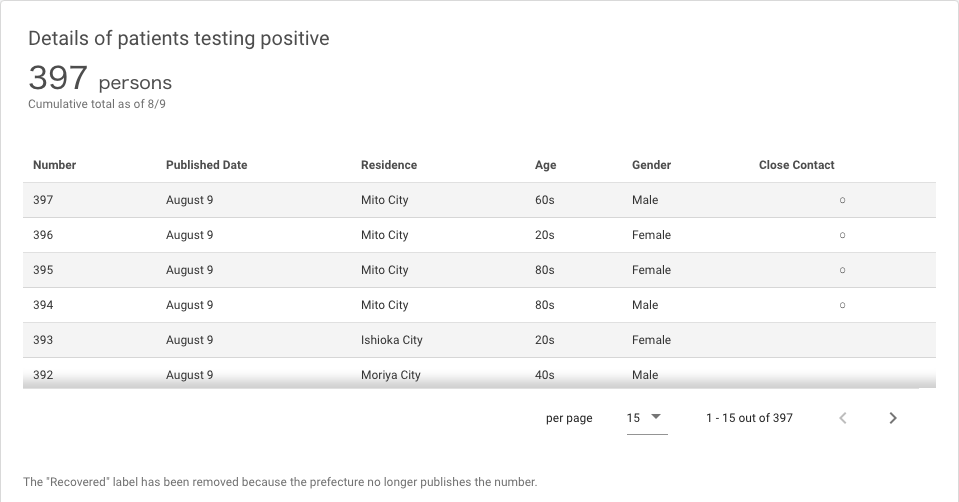 Details of patients testing positive
397 persons
Cumulative total as of 8/9
Number Published Date Residence Age Gender Close Contact
397 August 9 Mito City 60s Male ○
396 August 9 Mito City 20s Female ○
395 August 9 Mito City 80s Female ○
394 August 9 Mito City 80s Male ○
393 August 9 Ishioka City 20s Female
392 August 9 Moriya City 40s Male
per page 15 1 - 15 out of 397
The "Recovered" label has been removed because the prefecture no longer publishes the number.